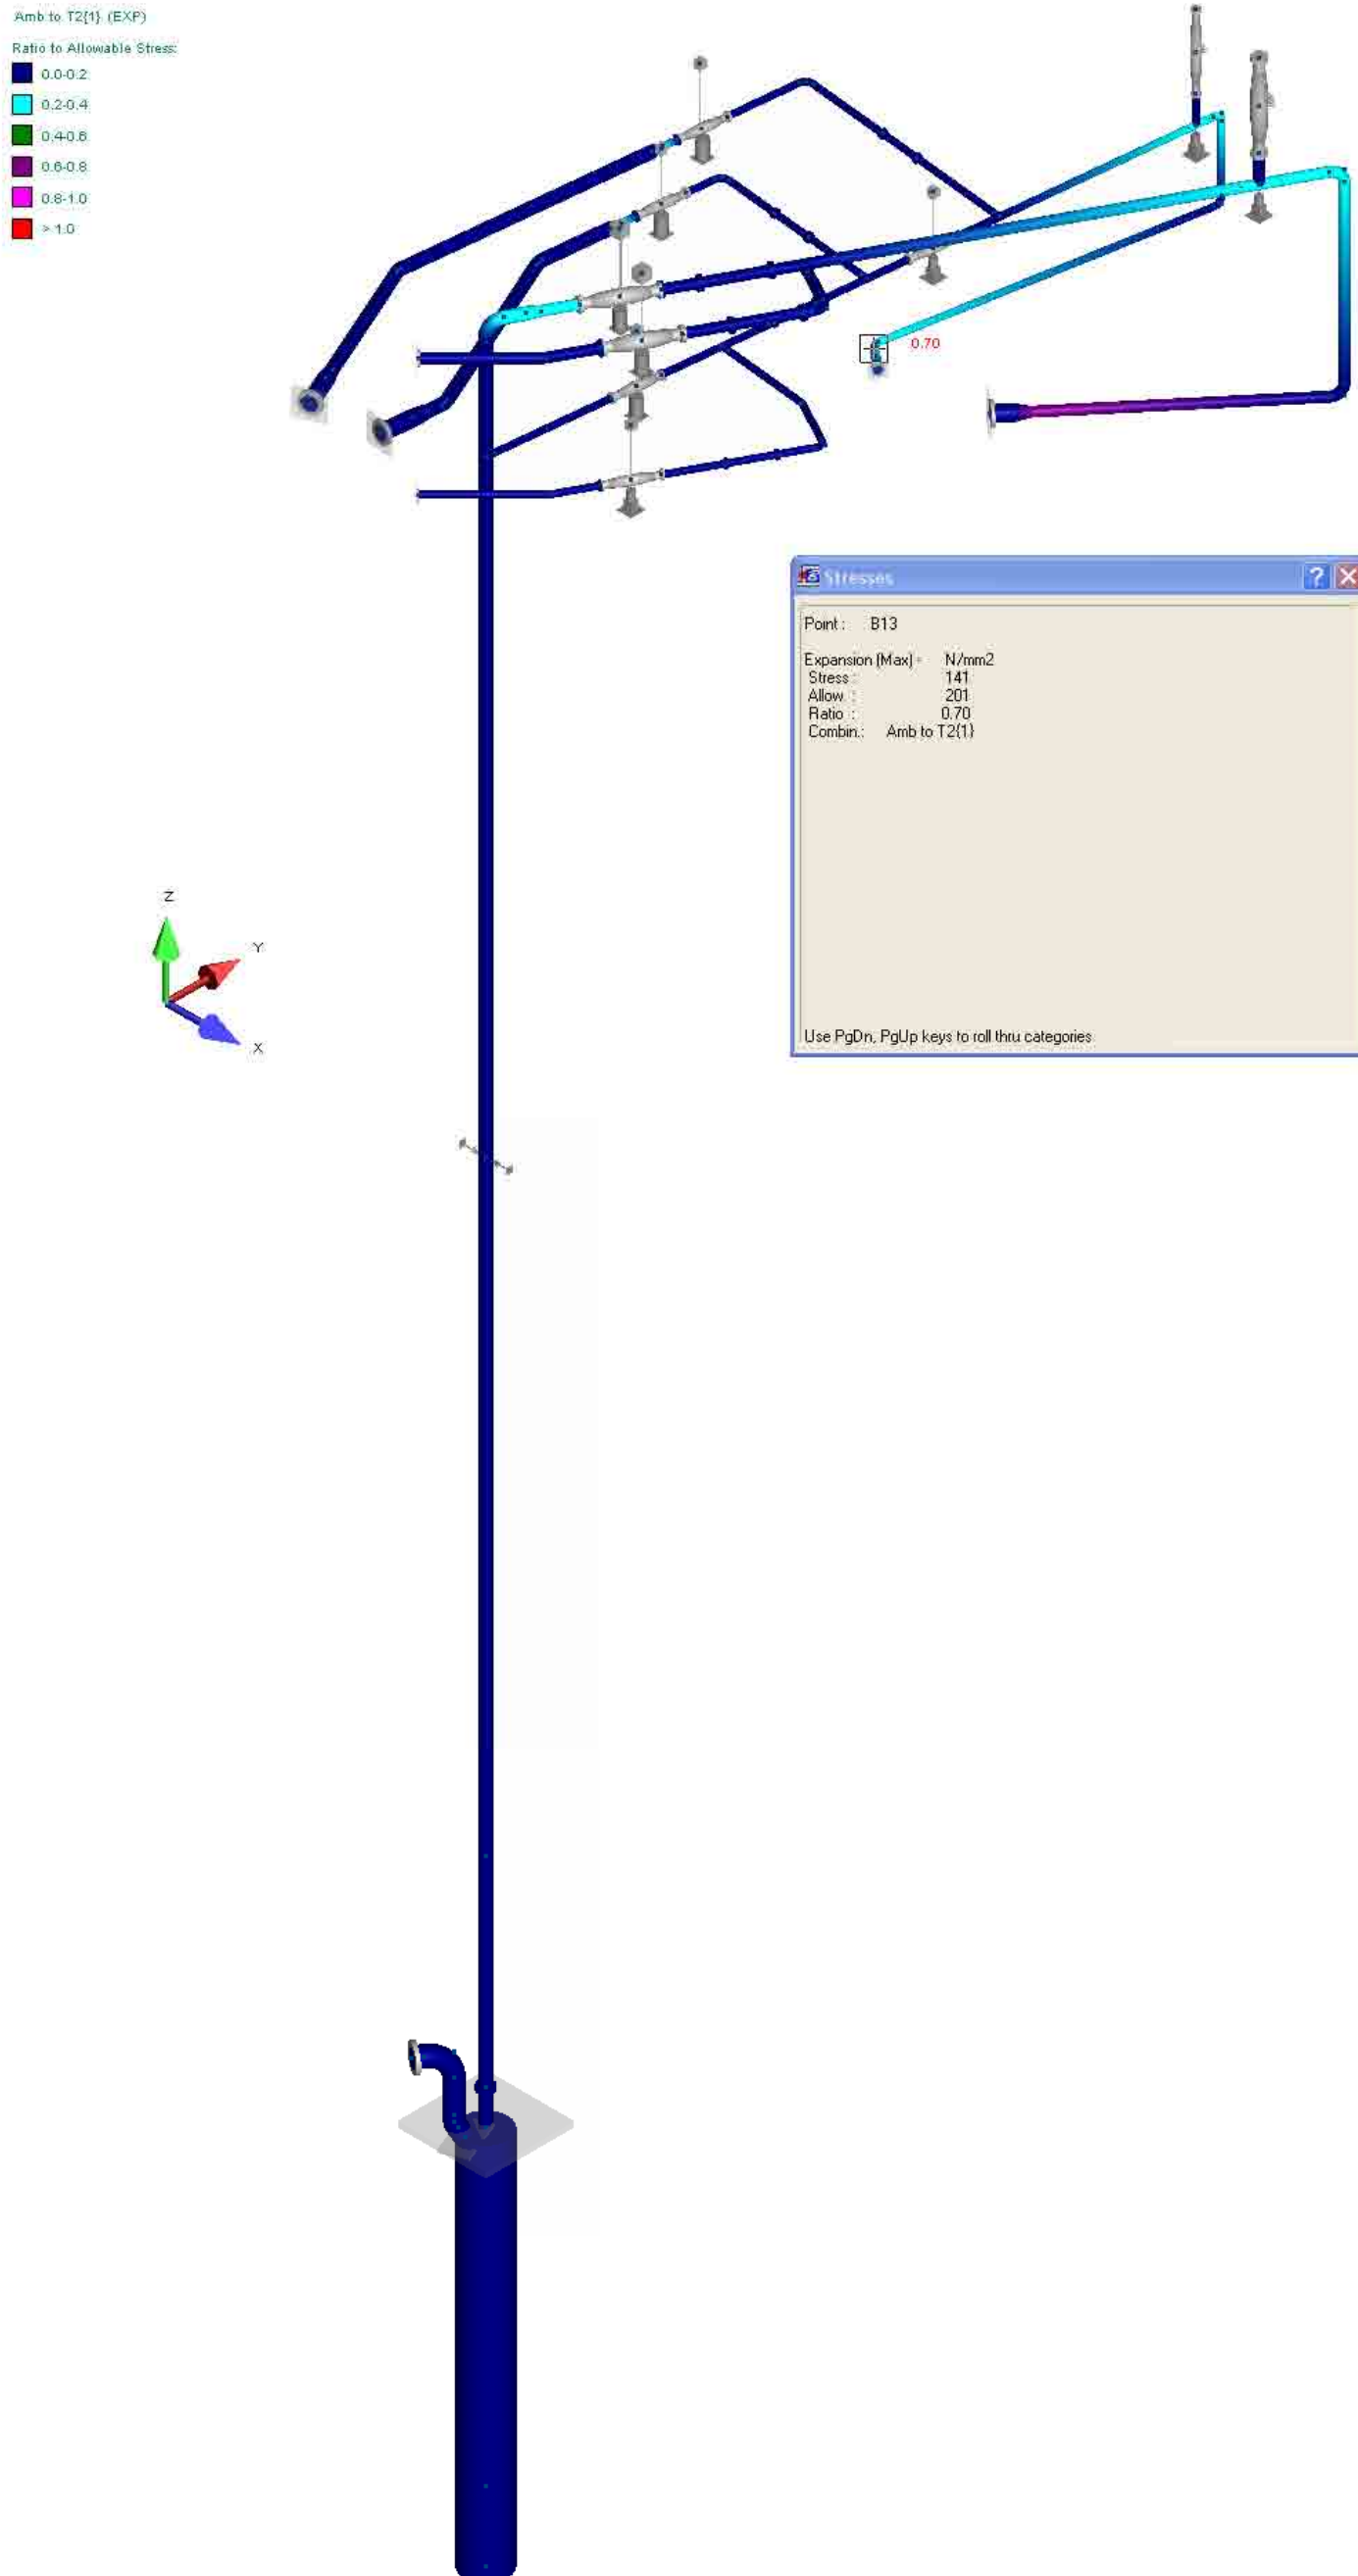 Amb to T2{1} (EXP)
Ratio to Allowable Stress:
0.0-0.2
0.2-0.4
0.4-0.6
0.6-0.8
0.8-1.0
> 1.0
0.70
Stresses
Point : B13
Expansion (Max) - N/mm2
Stress : 141
Allow. : 201
Ratio : 0.70
Combin.: Amb to T2{1}
Use PgDn, PgUp keys to roll thru categories
Z
Y
X